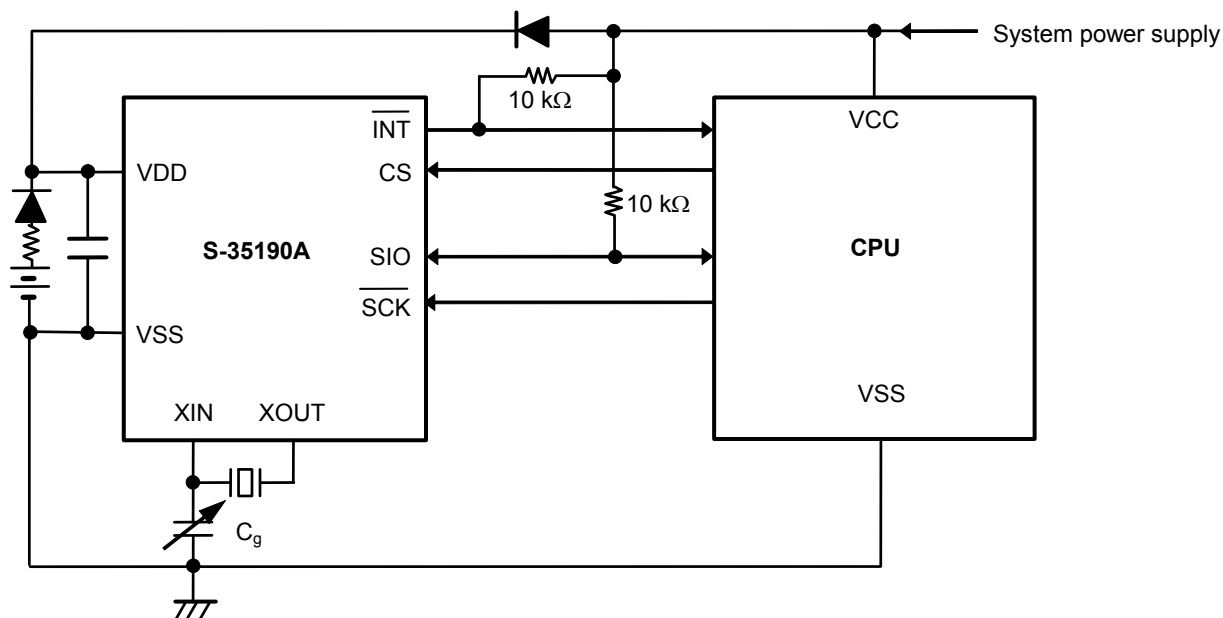 System power supply
10 kΩ
INT
VCC
VDD
CS
10 kΩ
S-35190A
SIO
CPU
SCK
VSS
VSS
XIN
XOUT
Cg